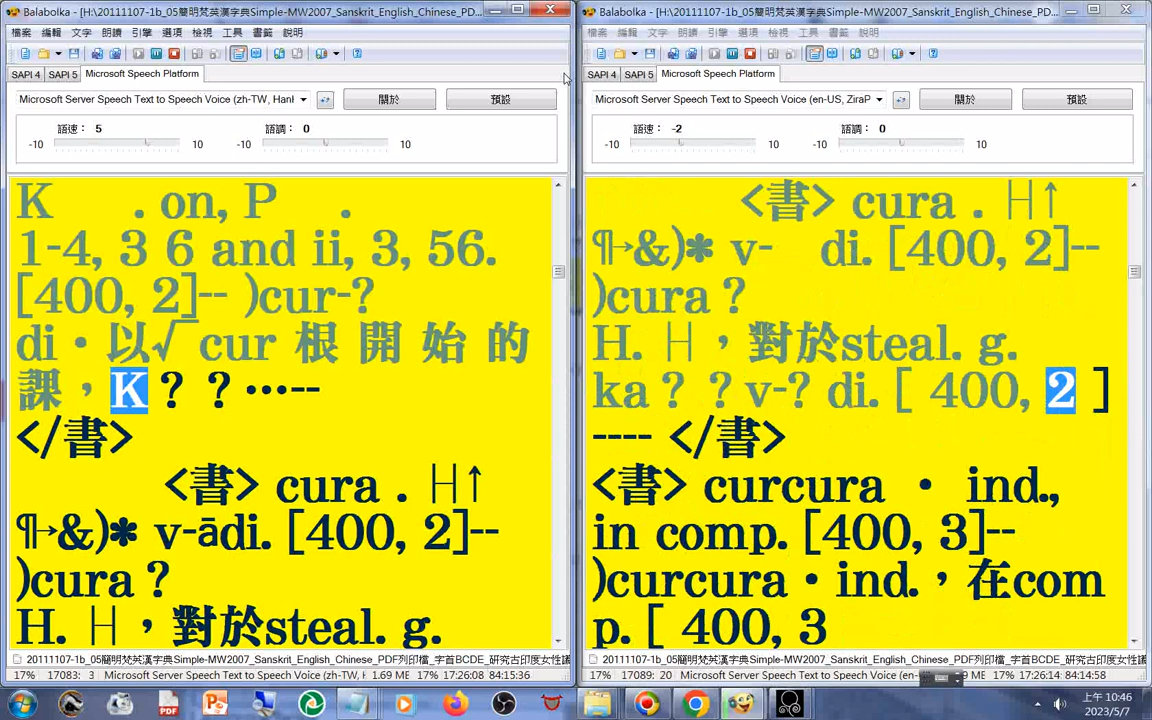 Balabolka - [H:\20111107-1b_05簡明梵英漢字典Simple-MW2007_Sanskrit_English_Chinese_PD...
檔案 編輯 文字 朗讀 引擎 選項 檢視 工具 書籤 說明
SAPI 4 SAPI 5 Microsoft Speech Platform
Microsoft Server Speech Text to Speech Voice (zh-TW, HanI 關於 預設
語速： 5 語調： 0
-10 10 -10 10
K . on, P .
1-4, 3 6 and ii, 3, 56.
[400, 2]-- )cur-?
di・以√ cur 根 開 始 的
課，K？？…--
</書>
<書> cura . H↑
¶→&)* v-ādi. [400, 2]--
)cura？
H. H，對於steal. g.
20111107-1b_05簡明梵英漢字典Simple-MW2007_Sanskrit_English_Chinese_PDF列印檔_字首BCDE_研究古印度女性議
17% 17083: 3 Microsoft Server Speech Text to Speech Voice (zh-TW, 1.69 MB 17% 17:26:08 84:15:36
Balabolka - [H:\20111107-1b_05簡明梵英漢字典Simple-MW2007_Sanskrit_English_Chinese_PD...
檔案 編輯 文字 朗讀 引擎 選項 檢視 工具 書籤 說明
SAPI 4 SAPI 5 Microsoft Speech Platform
Microsoft Server Speech Text to Speech Voice (en-US, ZiraP 關於 預設
語速： -2 語調： 0
-10 10 -10 10
<書> cura . H↑
¶→&)* v- di. [400, 2]--
)cura？
H. H，對於steal. g.
ka？？v-? di. [ 400, 2 ]
---- </書>
<書> curcura ・ ind.,
in comp. [400, 3]--
)curcura・ind.，在com
p. [ 400, 3
20111107-1b_05簡明梵英漢字典Simple-MW2007_Sanskrit_English_Chinese_PDF列印檔_字首BCDE_研究古印度女性議
17% 17089: 20 Microsoft Server Speech Text to Speech Voice 9 MB 17% 17:26:14 84:14:58
上午 10:46
2023/5/7